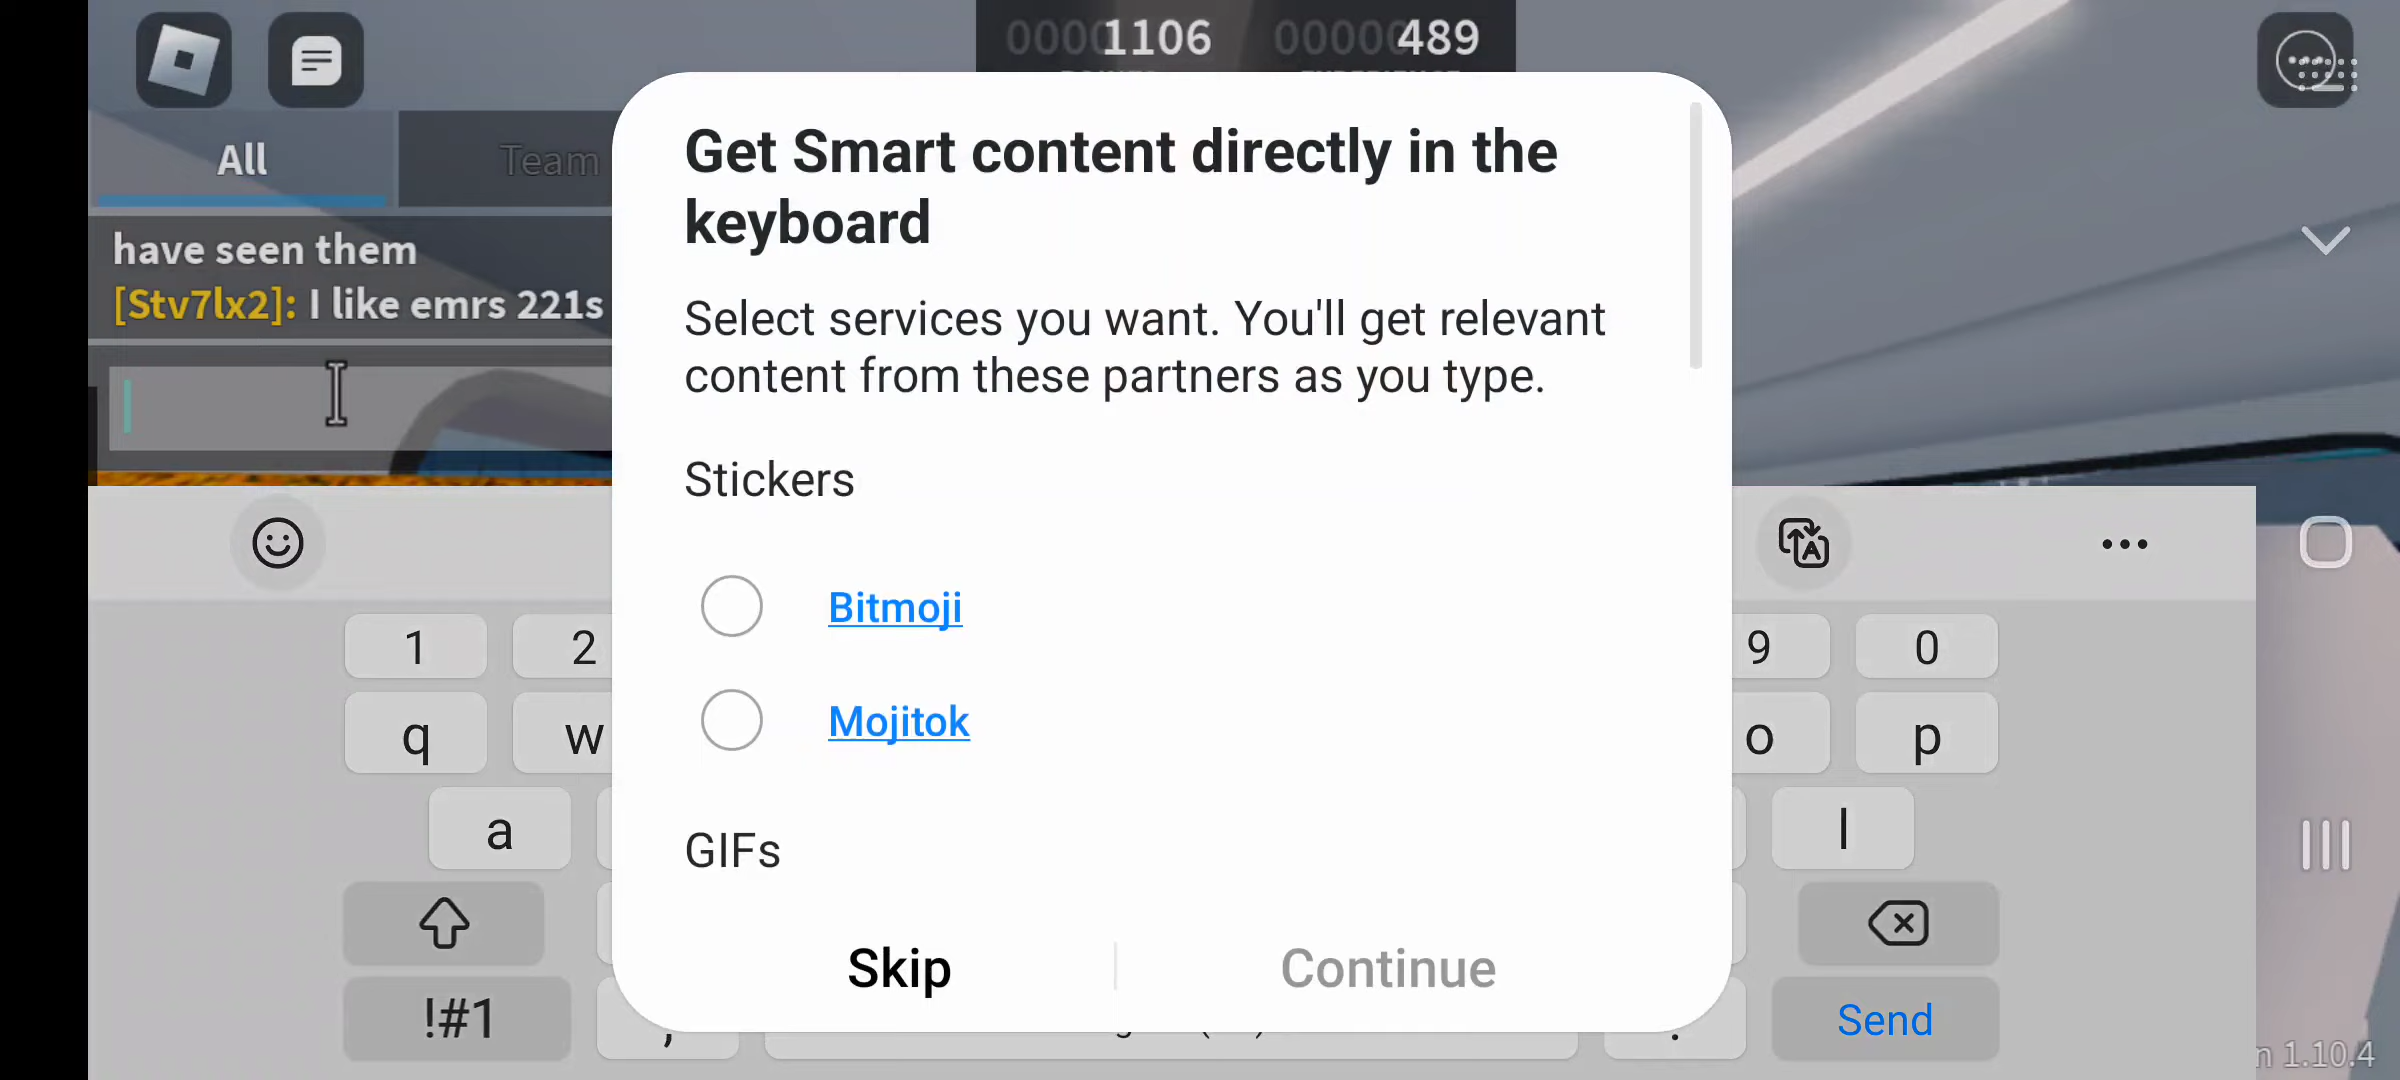 00001106
00000489
All
Team
have seen them
[Stv7lx2]: I like emrs 221s
Get Smart content directly in the
keyboard
Select services you want. You'll get relevant
content from these partners as you type.
Stickers
Bitmoji
Mojitok
GIFs
Skip
Continue
1
2
9
0
q
w
o
p
a
l
!#1
,
.
Send
1.10.4